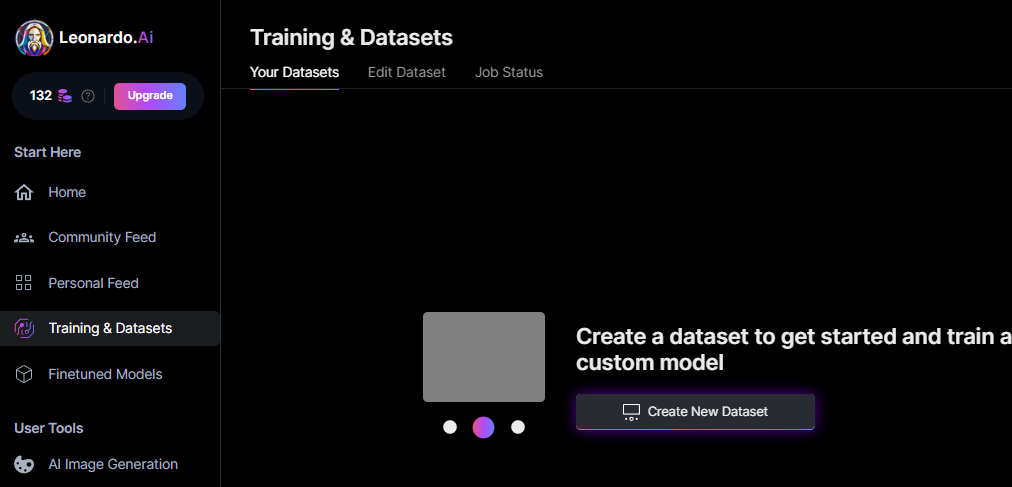 Leonardo.Ai
132
Upgrade
Start Here
Home
Community Feed
Personal Feed
Training & Datasets
Finetuned Models
User Tools
AI Image Generation
Training & Datasets
Your Datasets Edit Dataset Job Status
Create a dataset to get started and train a
custom model
Create New Dataset